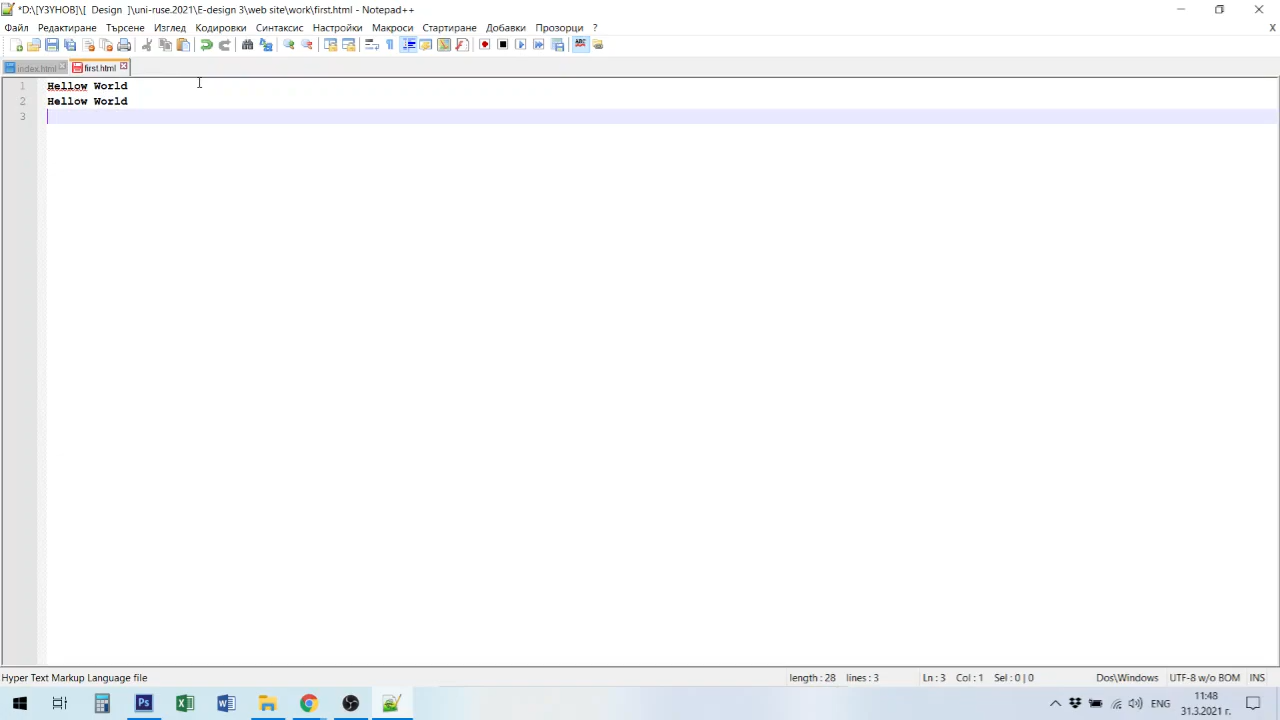 *D:\[УЗУНОВ]\[  Design  ]\uni-ruse.2021\E-design 3\web site\work\first.html - Notepad++
Файл Редактиране Търсене Изглед Кодировки Синтаксис Настройки Макроси Стартиране Добавки Прозорци ? X
index.html first.html
1 Hellow World
2 Hellow World
3
Hyper Text Markup Language file length : 28 lines : 3 Ln : 3 Col : 1 Sel : 0 | 0 Dos\Windows UTF-8 w/o BOM INS
Ps ЕНГ 11:48
31.3.2021 г.